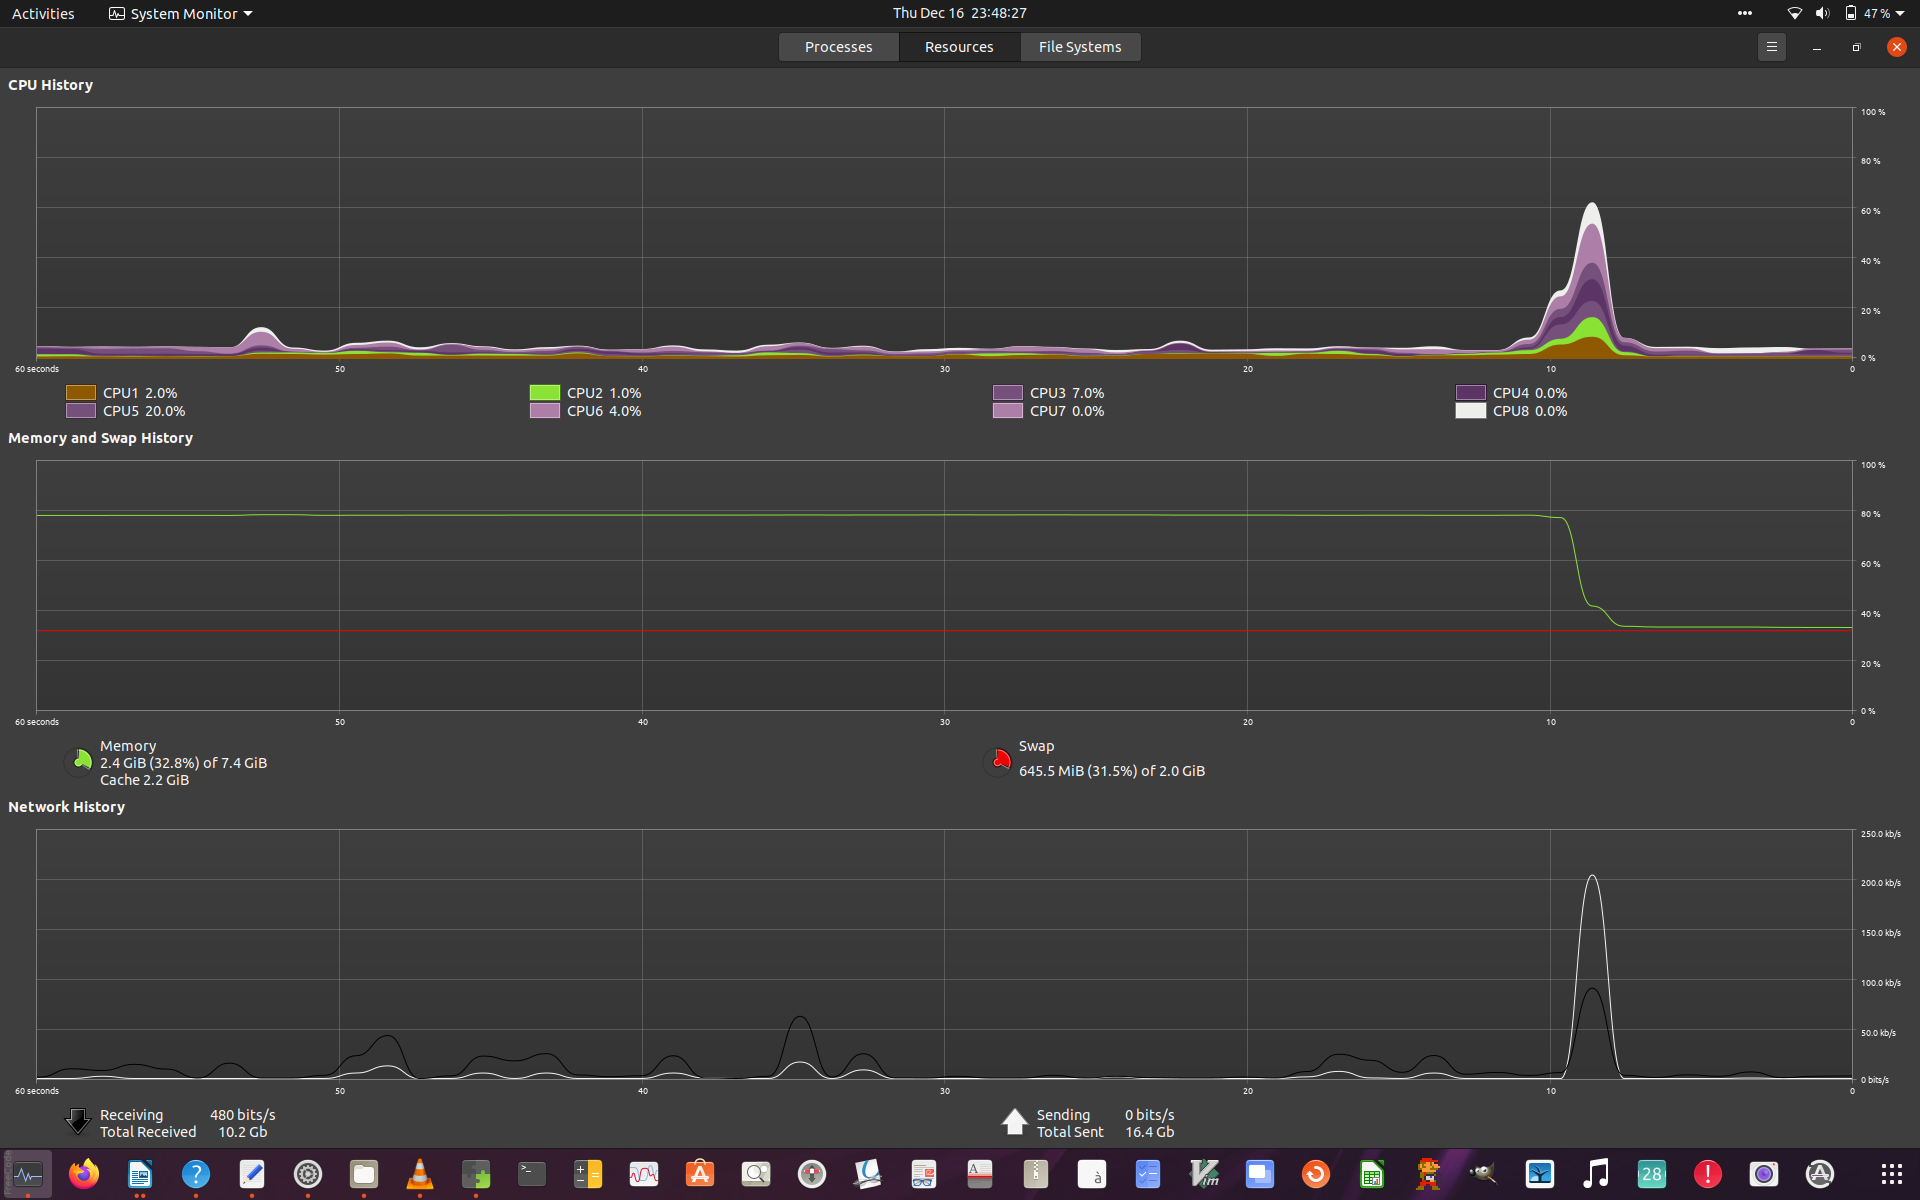 Activities System Monitor Thu Dec 16 23:48:27 47 %
Processes Resources File Systems
CPU History
100 %
80 %
60 %
40 %
20 %
0 %
60 seconds 50 40 30 20 10 0
CPU1 2.0% CPU2 1.0% CPU3 7.0% CPU4 0.0%
CPU5 20.0% CPU6 4.0% CPU7 0.0% CPU8 0.0%
Memory and Swap History
100 %
80 %
60 %
40 %
20 %
0 %
60 seconds 50 40 30 20 10 0
Memory
2.4 GiB (32.8%) of 7.4 GiB
Cache 2.2 GiB
Swap
645.5 MiB (31.5%) of 2.0 GiB
Network History
250.0 kb/s
200.0 kb/s
150.0 kb/s
100.0 kb/s
50.0 kb/s
0 bits/s
60 seconds 50 40 30 20 10 0
Receiving 480 bits/s
Total Received 10.2 Gb
Sending 0 bits/s
Total Sent 16.4 Gb
? >_ A à Vim 28 !